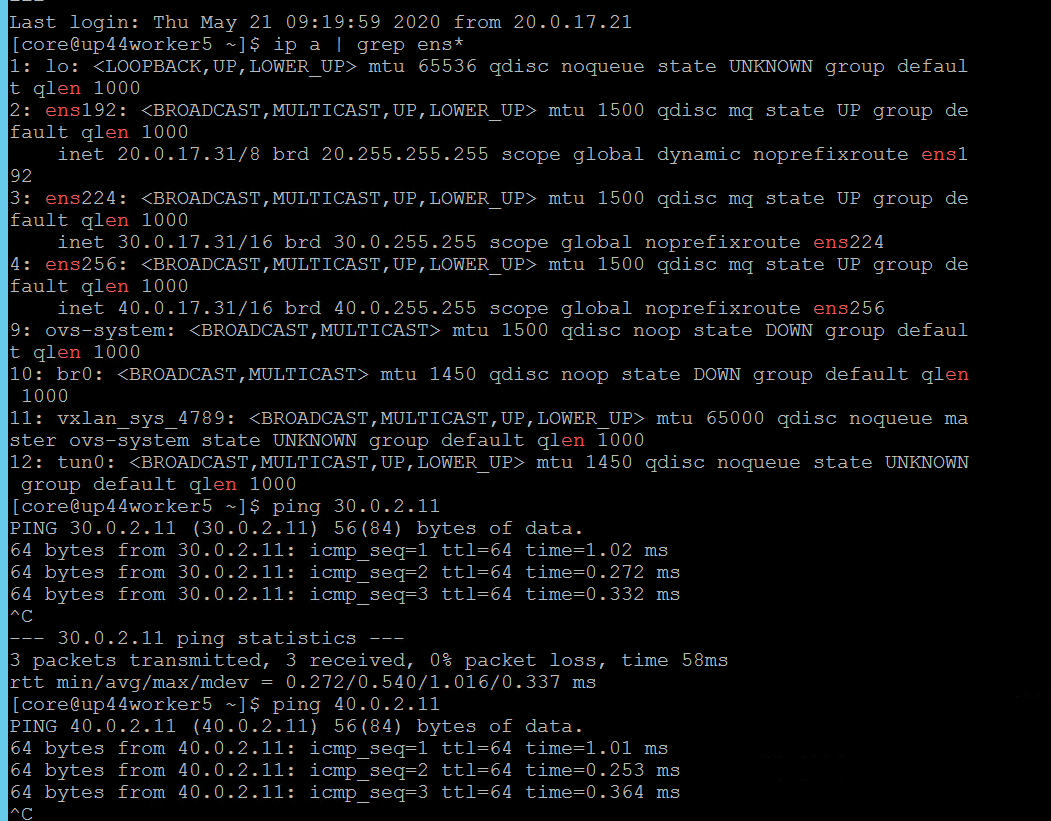 Last login: Thu May 21 09:19:59 2020 from 20.0.17.21
[core@up44worker5 ~]$ ip a | grep ens*
1: lo: <LOOPBACK,UP,LOWER_UP> mtu 65536 qdisc noqueue state UNKNOWN group defaul
t qlen 1000
2: ens192: <BROADCAST,MULTICAST,UP,LOWER_UP> mtu 1500 qdisc mq state UP group de
fault qlen 1000
    inet 20.0.17.31/8 brd 20.255.255.255 scope global dynamic noprefixroute ens1
92
3: ens224: <BROADCAST,MULTICAST,UP,LOWER_UP> mtu 1500 qdisc mq state UP group de
fault qlen 1000
    inet 30.0.17.31/16 brd 30.0.255.255 scope global noprefixroute ens224
4: ens256: <BROADCAST,MULTICAST,UP,LOWER_UP> mtu 1500 qdisc mq state UP group de
fault qlen 1000
    inet 40.0.17.31/16 brd 40.0.255.255 scope global noprefixroute ens256
9: ovs-system: <BROADCAST,MULTICAST> mtu 1500 qdisc noop state DOWN group defaul
t qlen 1000
10: br0: <BROADCAST,MULTICAST> mtu 1450 qdisc noop state DOWN group default qlen
 1000
11: vxlan_sys_4789: <BROADCAST,MULTICAST,UP,LOWER_UP> mtu 65000 qdisc noqueue ma
ster ovs-system state UNKNOWN group default qlen 1000
12: tun0: <BROADCAST,MULTICAST,UP,LOWER_UP> mtu 1450 qdisc noqueue state UNKNOWN
 group default qlen 1000
[core@up44worker5 ~]$ ping 30.0.2.11
PING 30.0.2.11 (30.0.2.11) 56(84) bytes of data.
64 bytes from 30.0.2.11: icmp_seq=1 ttl=64 time=1.02 ms
64 bytes from 30.0.2.11: icmp_seq=2 ttl=64 time=0.272 ms
64 bytes from 30.0.2.11: icmp_seq=3 ttl=64 time=0.332 ms
^C
--- 30.0.2.11 ping statistics ---
3 packets transmitted, 3 received, 0% packet loss, time 58ms
rtt min/avg/max/mdev = 0.272/0.540/1.016/0.337 ms
[core@up44worker5 ~]$ ping 40.0.2.11
PING 40.0.2.11 (40.0.2.11) 56(84) bytes of data.
64 bytes from 40.0.2.11: icmp_seq=1 ttl=64 time=1.01 ms
64 bytes from 40.0.2.11: icmp_seq=2 ttl=64 time=0.253 ms
64 bytes from 40.0.2.11: icmp_seq=3 ttl=64 time=0.364 ms
^C